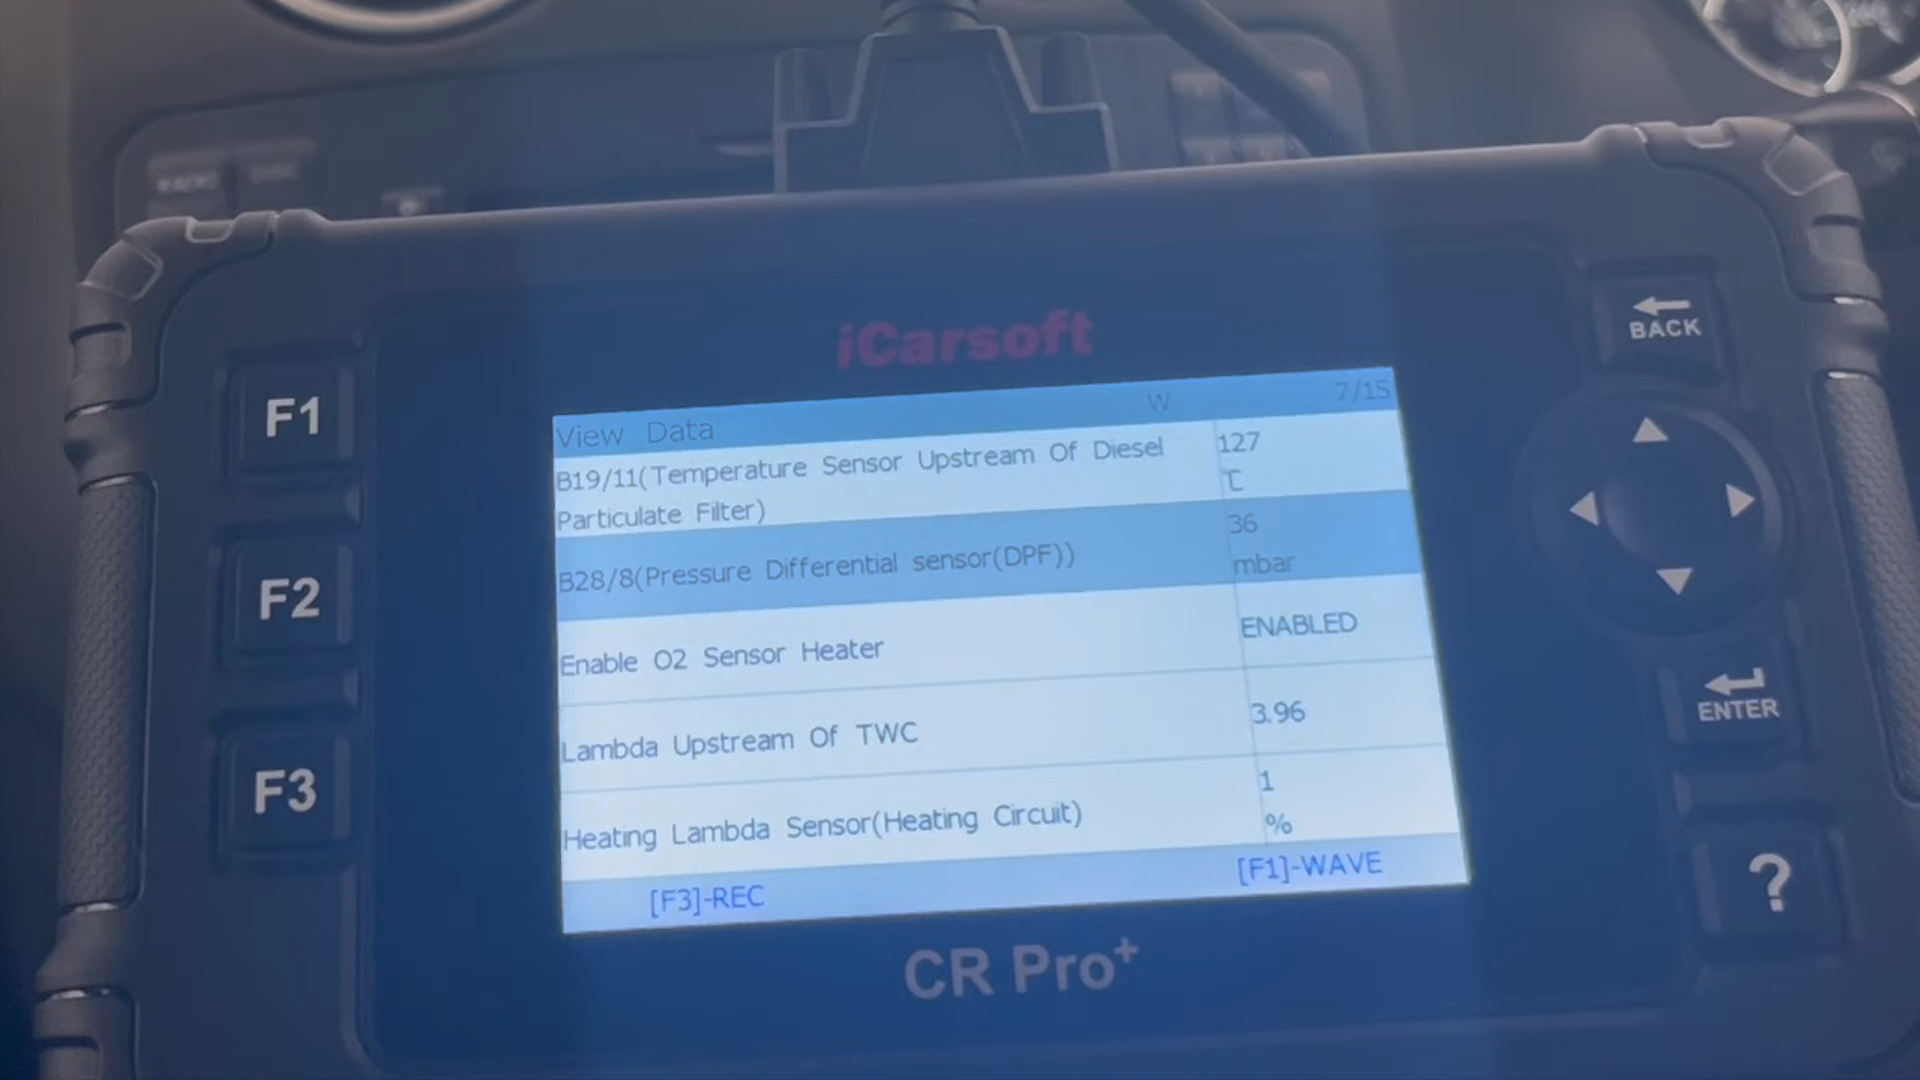 iCarsoft
BACK
F1
View Data W 7/15
B19/11(Temperature Sensor Upstream Of Diesel
Particulate Filter)
127
℃
B28/8(Pressure Differential sensor(DPF))
36
mbar
F2
Enable O2 Sensor Heater
ENABLED
Lambda Upstream Of TWC
3.96
ENTER
F3
Heating Lambda Sensor(Heating Circuit)
1
%
[F3]-REC
[F1]-WAVE
?
CR Pro+